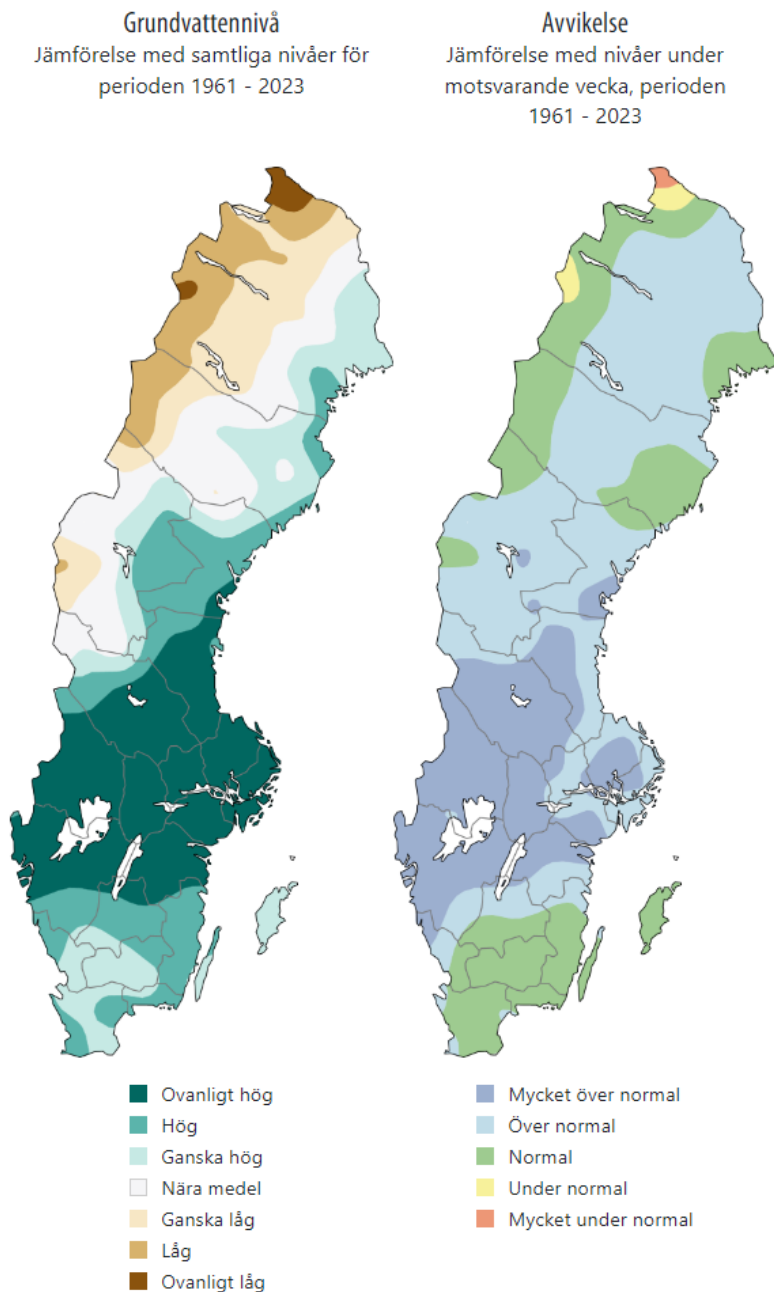 Grundvattennivå
Jämförelse med samtliga nivåer för
perioden 1961 - 2023
Avvikelse
Jämförelse med nivåer under
motsvarande vecka, perioden
1961 - 2023
Ovanligt hög
Hög
Ganska hög
Nära medel
Ganska låg
Låg
Ovanligt låg
Mycket över normal
Över normal
Normal
Under normal
Mycket under normal